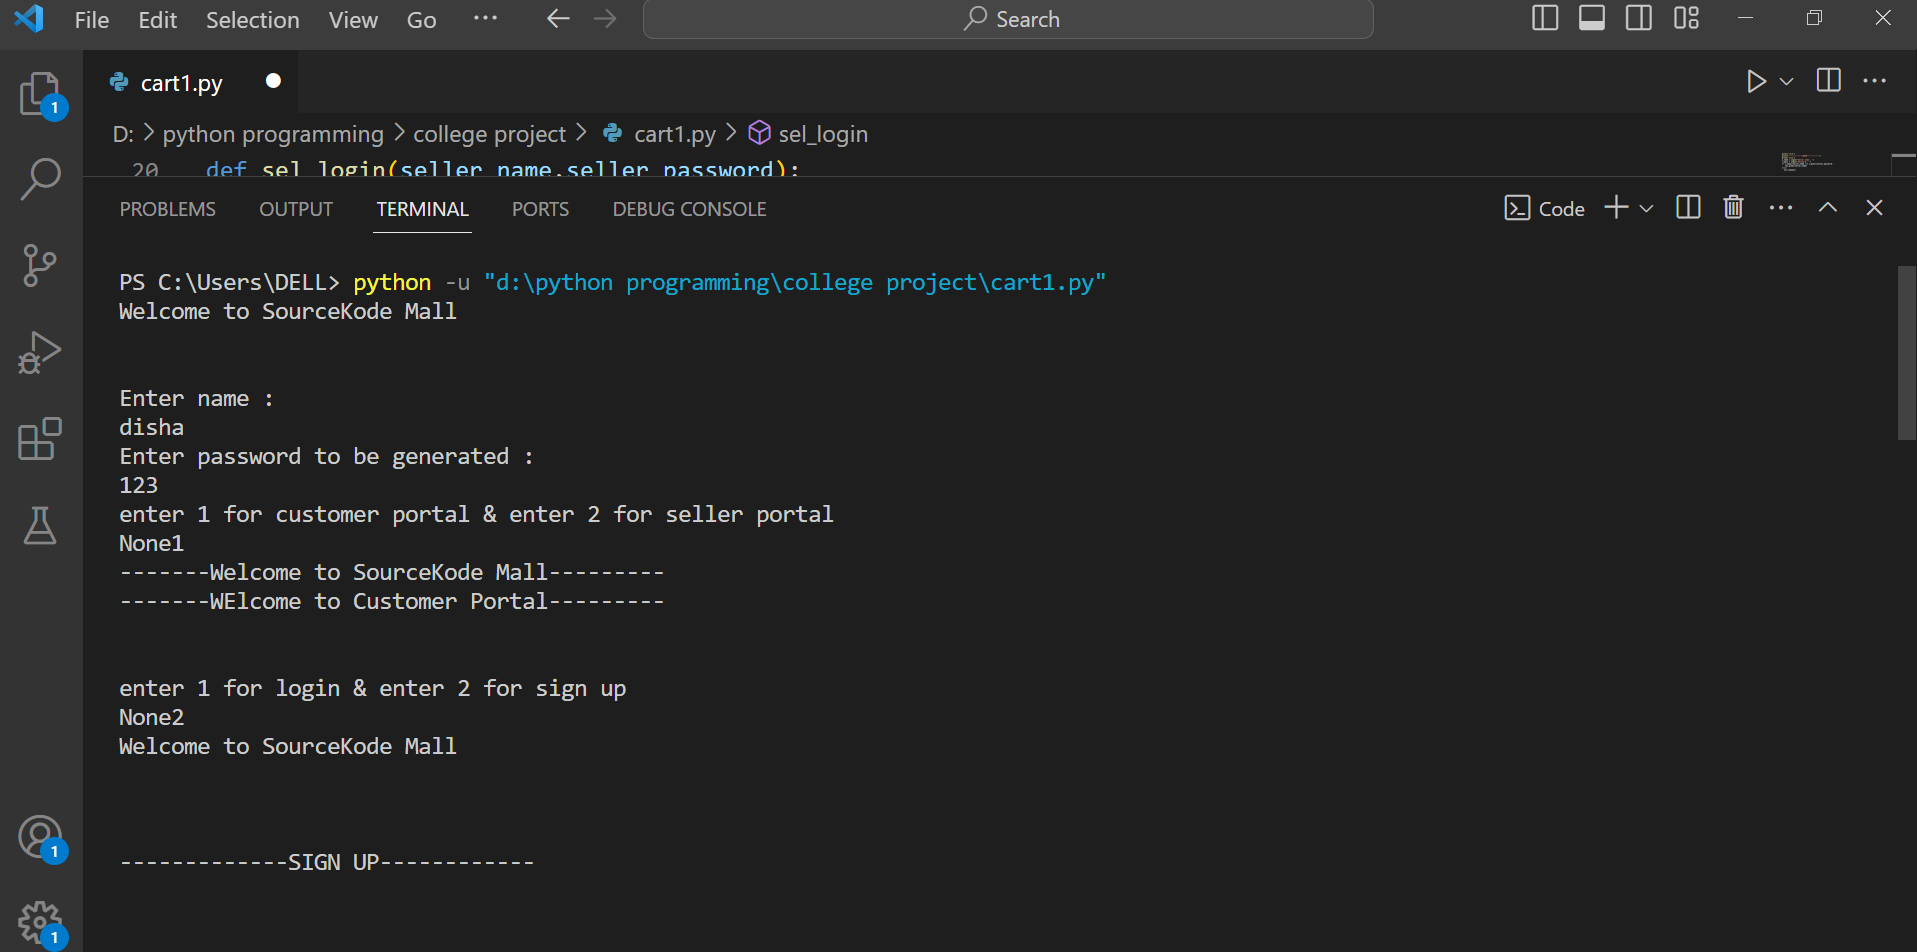 File Edit Selection View Go ··· Search
cart1.py
1
D: > python programming > college project > cart1.py > sel_login
20 def sel_login(seller_name,seller_password):
PROBLEMS OUTPUT TERMINAL PORTS DEBUG CONSOLE Code
PS C:\Users\DELL> python -u "d:\python programming\college project\cart1.py"
Welcome to SourceKode Mall
Enter name :
disha
Enter password to be generated :
123
enter 1 for customer portal & enter 2 for seller portal
None1
-------Welcome to SourceKode Mall---------
-------WElcome to Customer Portal---------
enter 1 for login & enter 2 for sign up
None2
Welcome to SourceKode Mall
-------------SIGN UP------------
1
1